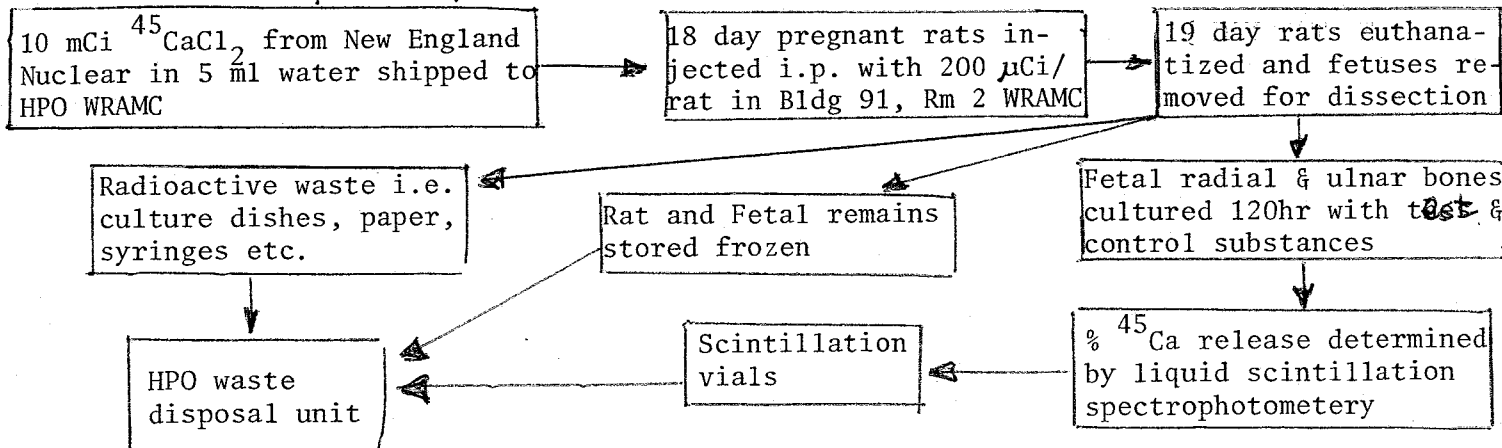 10 mCi 45CaCl2 from New England
Nuclear in 5 ml water shipped to
HPO WRAMC
18 day pregnant rats in-
jected i.p. with 200 µCi/
rat in Bldg 91, Rm 2 WRAMC
19 day rats euthana-
tized and fetuses re-
moved for dissection
Radioactive waste i.e.
culture dishes, paper,
syringes etc.
Rat and Fetal remains
stored frozen
Fetal radial & ulnar bones
cultured 120hr with test &
control substances
HPO waste
disposal unit
Scintillation
vials
% 45Ca release determined
by liquid scintillation
spectrophotometery